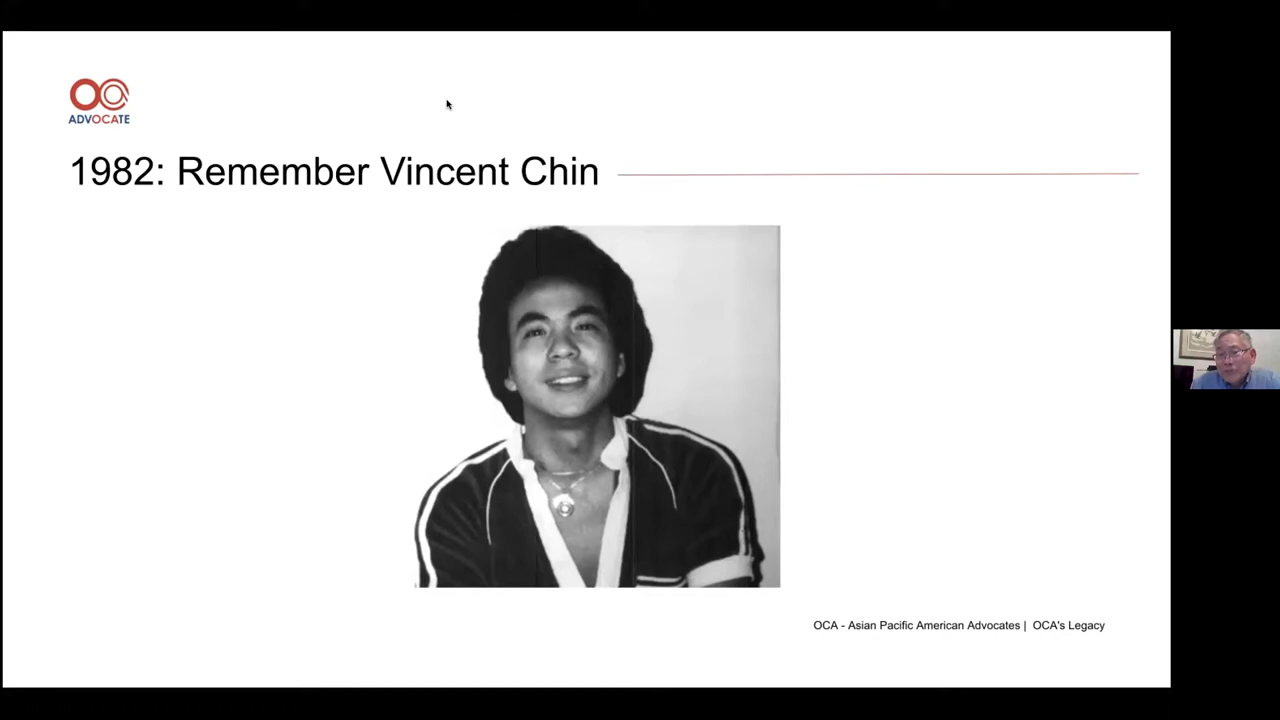 ADVOCATE
1982: Remember Vincent Chin
OCA - Asian Pacific American Advocates | OCA's Legacy